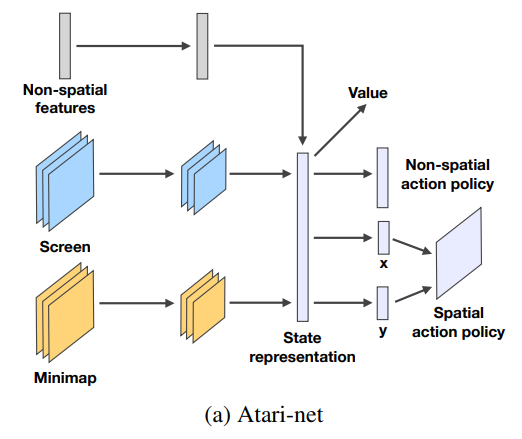 Non-spatial
features
Value
Non-spatial
action policy
Screen
x
y
Spatial
action policy
State
representation
Minimap
(a) Atari-net